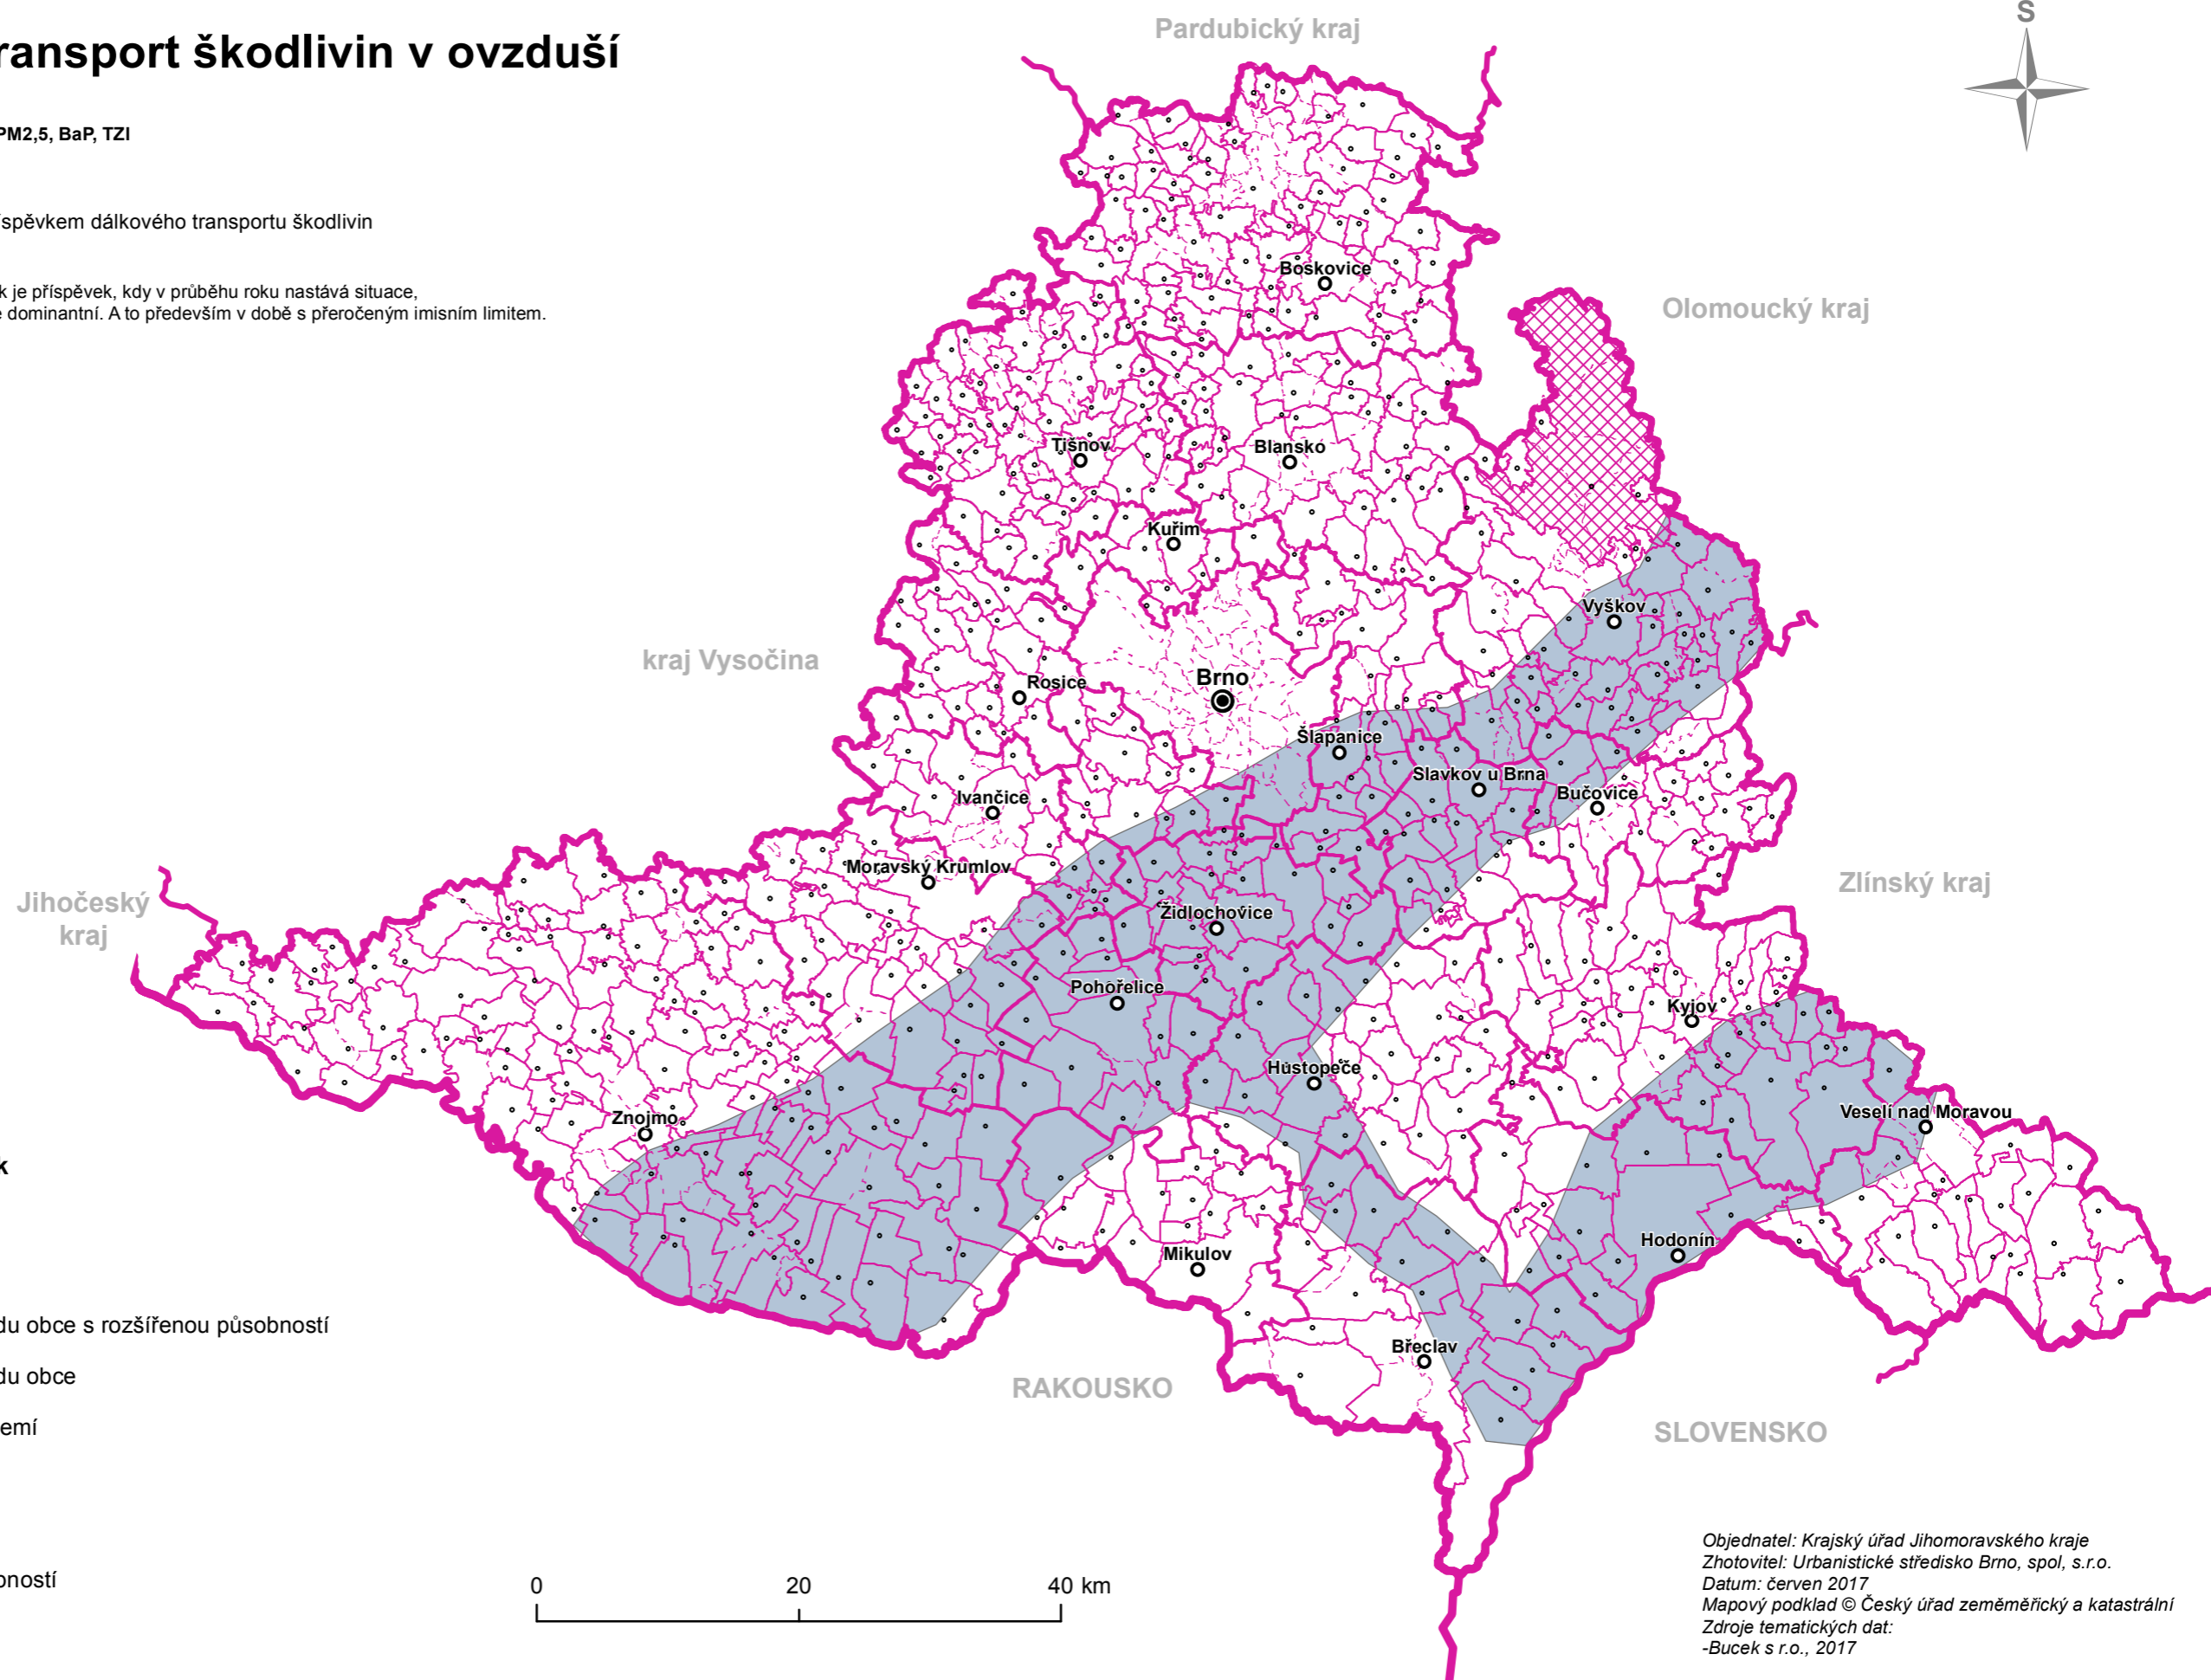 ransport škodlivin v ovzduší
PM2,5, BaP, TZI
íspěvkem dálkového transportu škodlivin
k je příspěvek, kdy v průběhu roku nastává situace,
e dominantní. A to především v době s přeročeným imisním limitem.
S
Pardubický kraj
Olomoucký kraj
kraj Vysočina
Jihočeský
kraj
Zlínský kraj
RAKOUSKO
SLOVENSKO
Boskovice
Tišnov
Blansko
Kuřim
Vyškov
Rosice
Brno
Šlapanice
Slavkov u Brna
Bučovice
Ivančice
Moravský Krumlov
Židlochovice
Pohořelice
Kyjov
Hustopeče
Znojmo
Veselí nad Moravou
Hodonín
Mikulov
Břeclav
k
du obce s rozšířenou působností
du obce
emí
bností
0 20 40 km
Objednatel: Krajský úřad Jihomoravského kraje
Zhotovitel: Urbanistické středisko Brno, spol, s.r.o.
Datum: červen 2017
Mapový podklad © Český úřad zeměměřický a katastrální
Zdroje tematických dat:
-Bucek s r.o., 2017